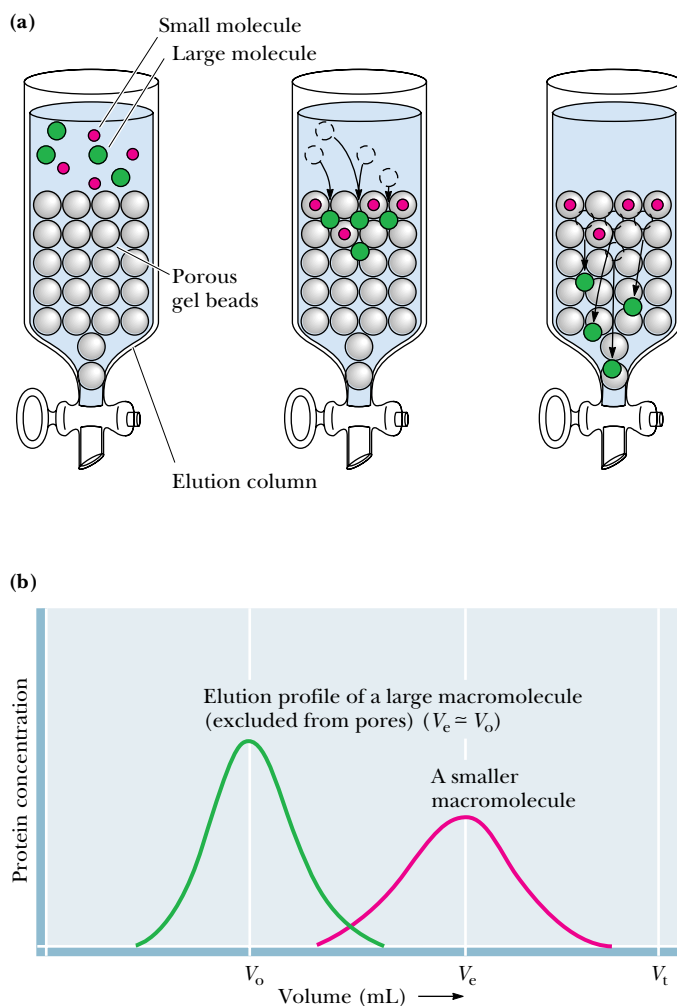 (a)
Small molecule
Large molecule
Porous
gel beads
Elution column
(b)
Protein concentration
Elution profile of a large macromolecule
(excluded from pores) (Vₑ ≃ Vₒ)
A smaller
macromolecule
Vₒ
Vₑ
Vₜ
Volume (mL) ⟶